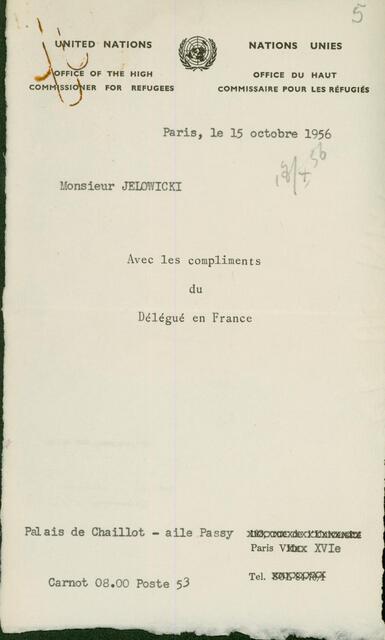 5
UNITED NATIONS
NATIONS UNIES
OFFICE OF THE HIGH
COMMISSIONER FOR REFUGEES
OFFICE DU HAUT
COMMISSAIRE POUR LES RÉFUGIÉS
Paris, le 15 octobre 1956
Monsieur JELOWICKI
Avec les compliments
du
Délégué en France
Palais de Chaillot - aile Passy
Paris XVIe
Carnot 08.00 Poste 53
Tel.